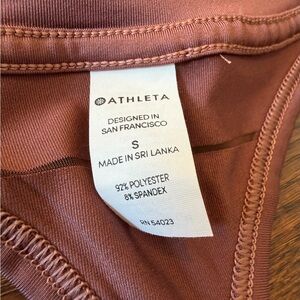 ATHLETA
DESIGNED IN
SAN FRANCISCO
S
MADE IN SRI LANKA
92% POLYESTER
8% SPANDEX
RN 54023